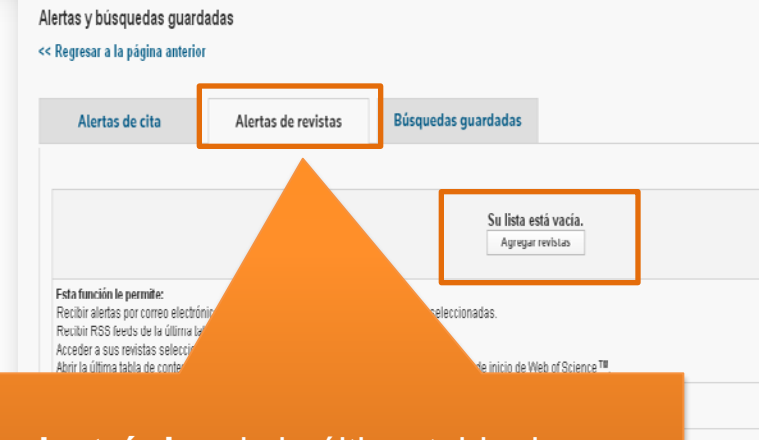 Alertas y búsquedas guardadas
<< Regresar a la página anterior
Alertas de cita
Alertas de revistas
Búsquedas guardadas
Su lista está vacía.
Agregar revistas
Esta función le permite:
Recibir alertas por correo electrónic seleccionadas.
Recibir RSS feeds de la última ta
Acceder a sus revistas selecci
Abrir la última tabla de conte de inicio de Web of Science™.